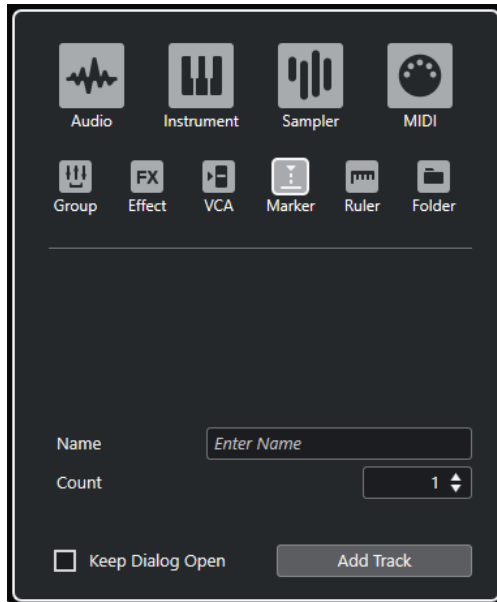 Audio Instrument Sampler MIDI
FX
Group Effect VCA Marker Ruler Folder
Name Enter Name
Count 1
Keep Dialog Open Add Track